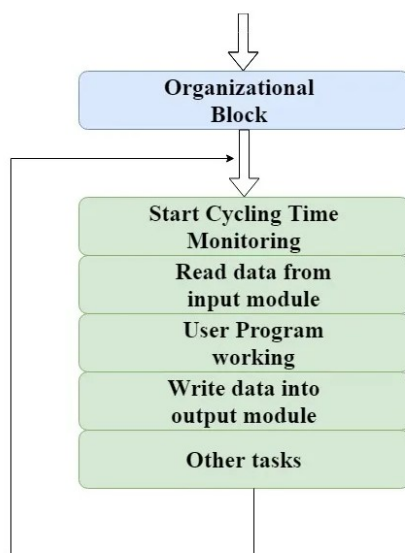 Organizational
Block
Start Cycling Time
Monitoring
Read data from
input module
User Program
working
Write data into
output module
Other tasks